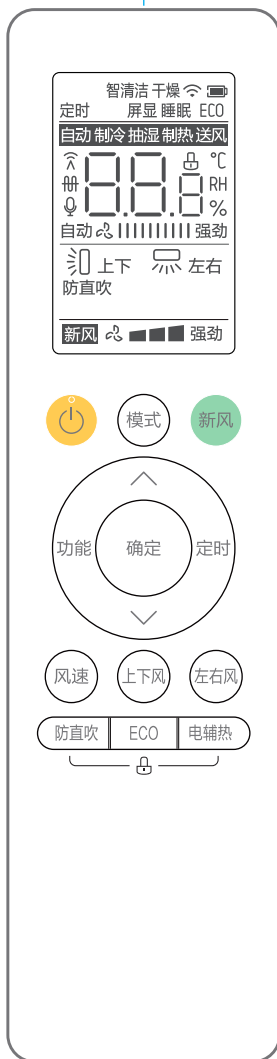 智清洁 干燥
定时 屏显 睡眠 ECO
自动 制冷 抽湿 制热 送风
88.8 ℃
RH
%
自动 强劲
上下 左右
防直吹
新风 强劲
模式 新风
功能 确定 定时
风速 上下风 左右风
防直吹 ECO 电辅热